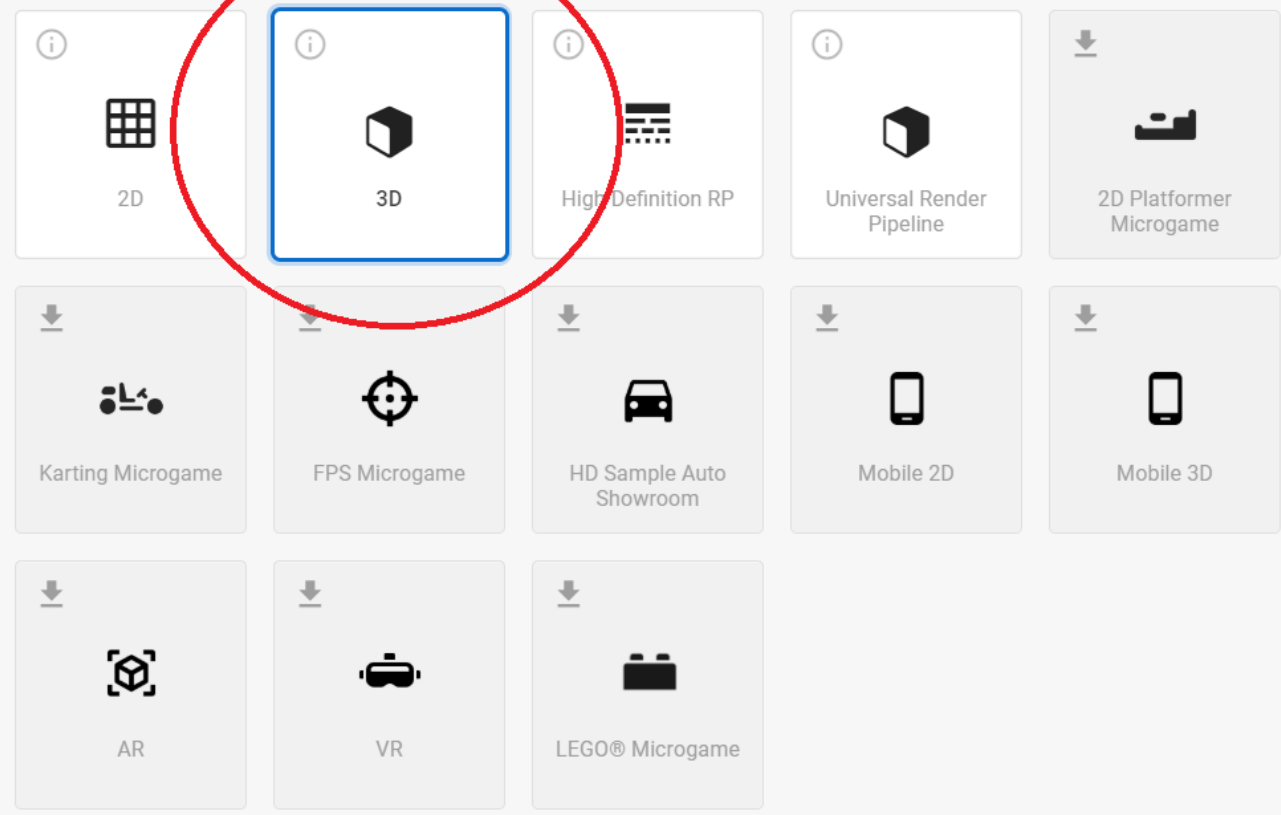 2D
3D
High Definition RP
Universal Render
Pipeline
2D Platformer
Microgame
Karting Microgame
FPS Microgame
HD Sample Auto
Showroom
Mobile 2D
Mobile 3D
AR
VR
LEGO® Microgame